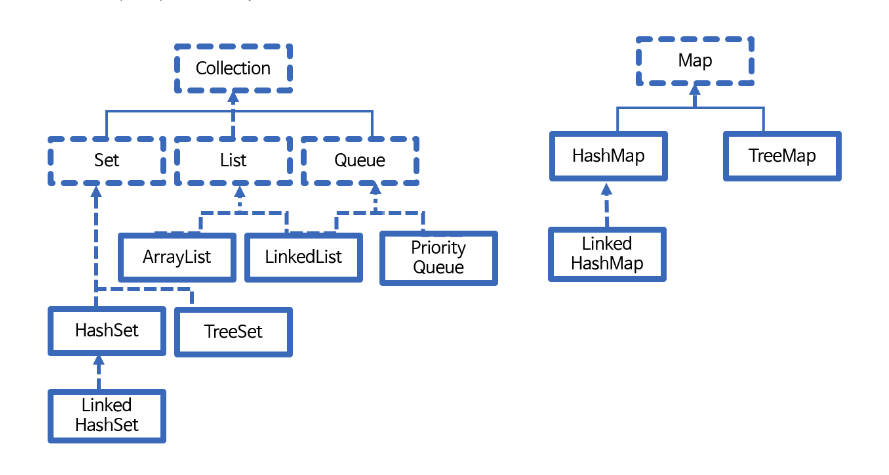 Collection
Map
Set
List
Queue
HashMap
TreeMap
ArrayList
LinkedList
Priority
Queue
Linked
HashMap
HashSet
TreeSet
Linked
HashSet